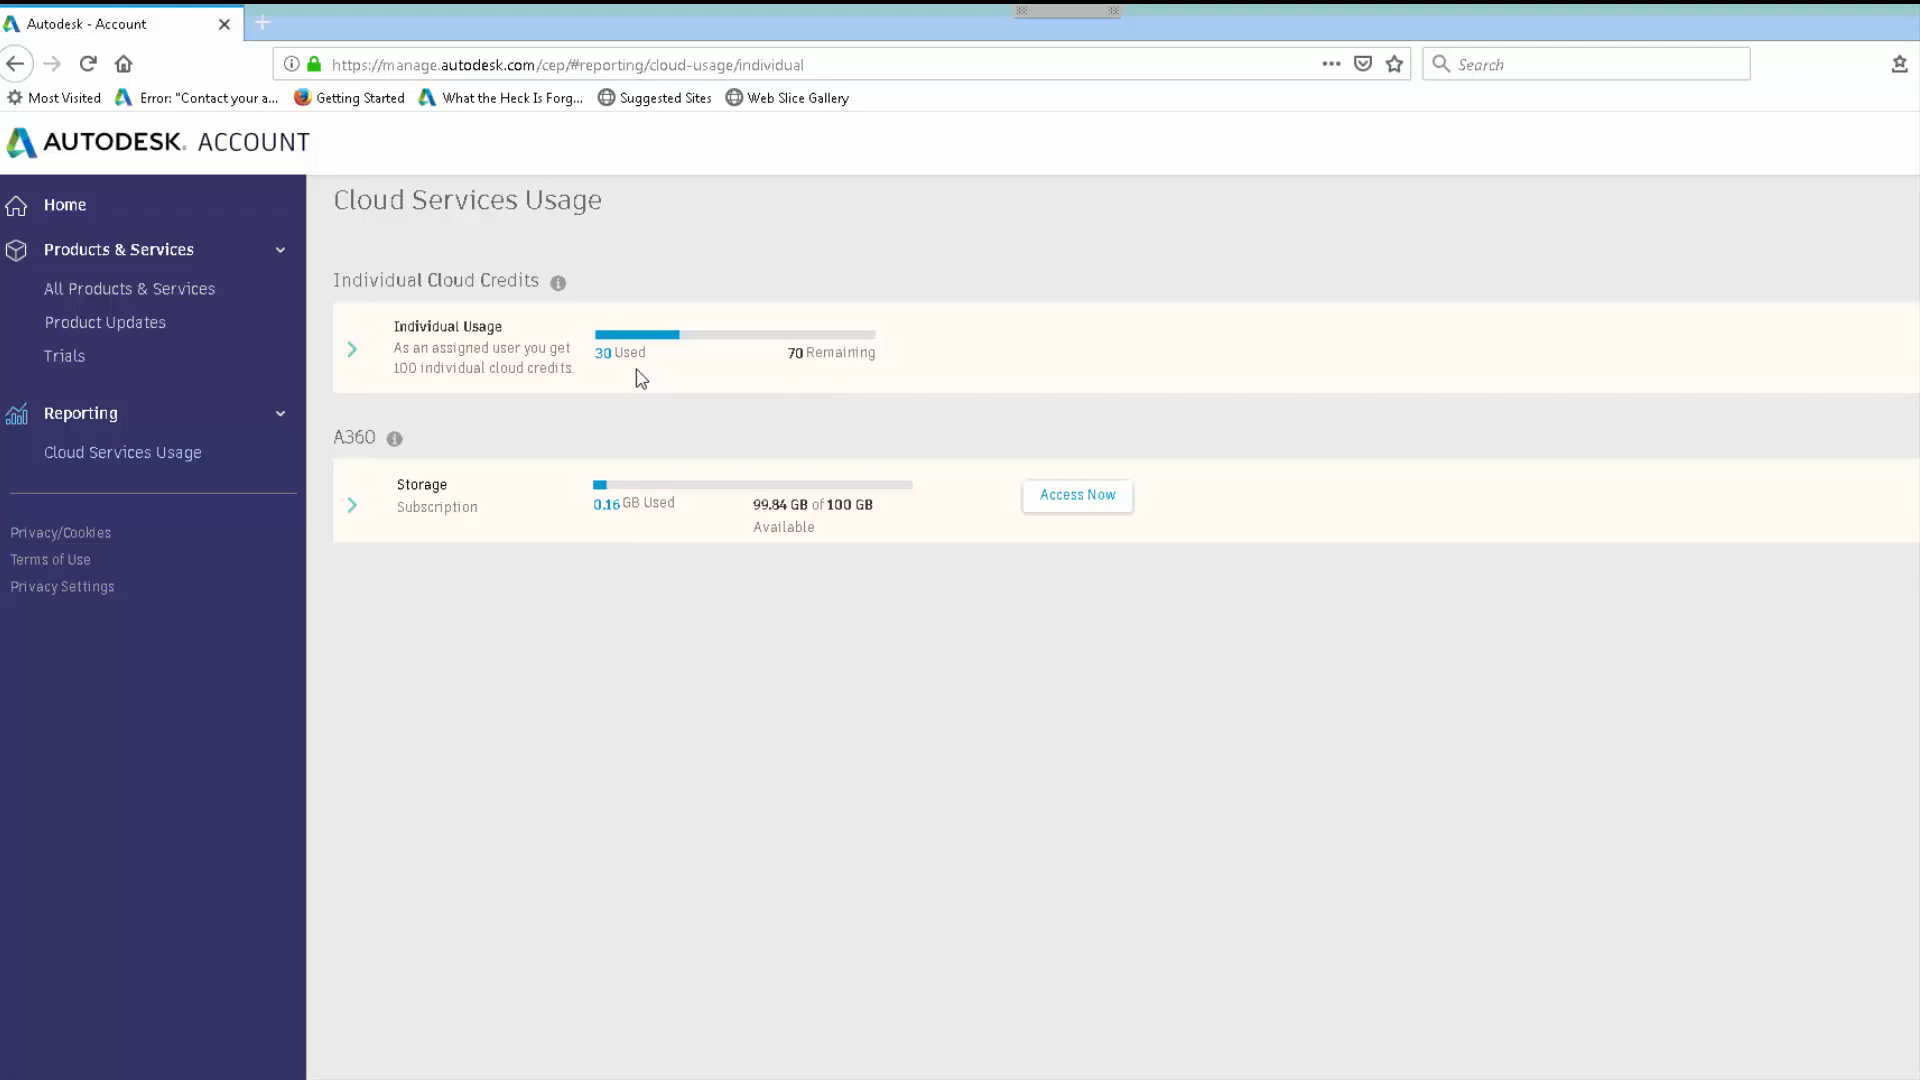 Autodesk - Account
https://manage.autodesk.com/cep/#reporting/cloud-usage/individual
Search
Most Visited
Error: "Contact your a...
Getting Started
What the Heck Is Forg...
Suggested Sites
Web Slice Gallery
AUTODESK. ACCOUNT
Home
Products & Services
All Products & Services
Product Updates
Trials
Reporting
Cloud Services Usage
Privacy/Cookies
Terms of Use
Privacy Settings
Cloud Services Usage
Individual Cloud Credits
Individual Usage
As an assigned user you get
100 individual cloud credits.
30 Used
70 Remaining
A360
Storage
Subscription
0.16 GB Used
99.84 GB of 100 GB
Available
Access Now